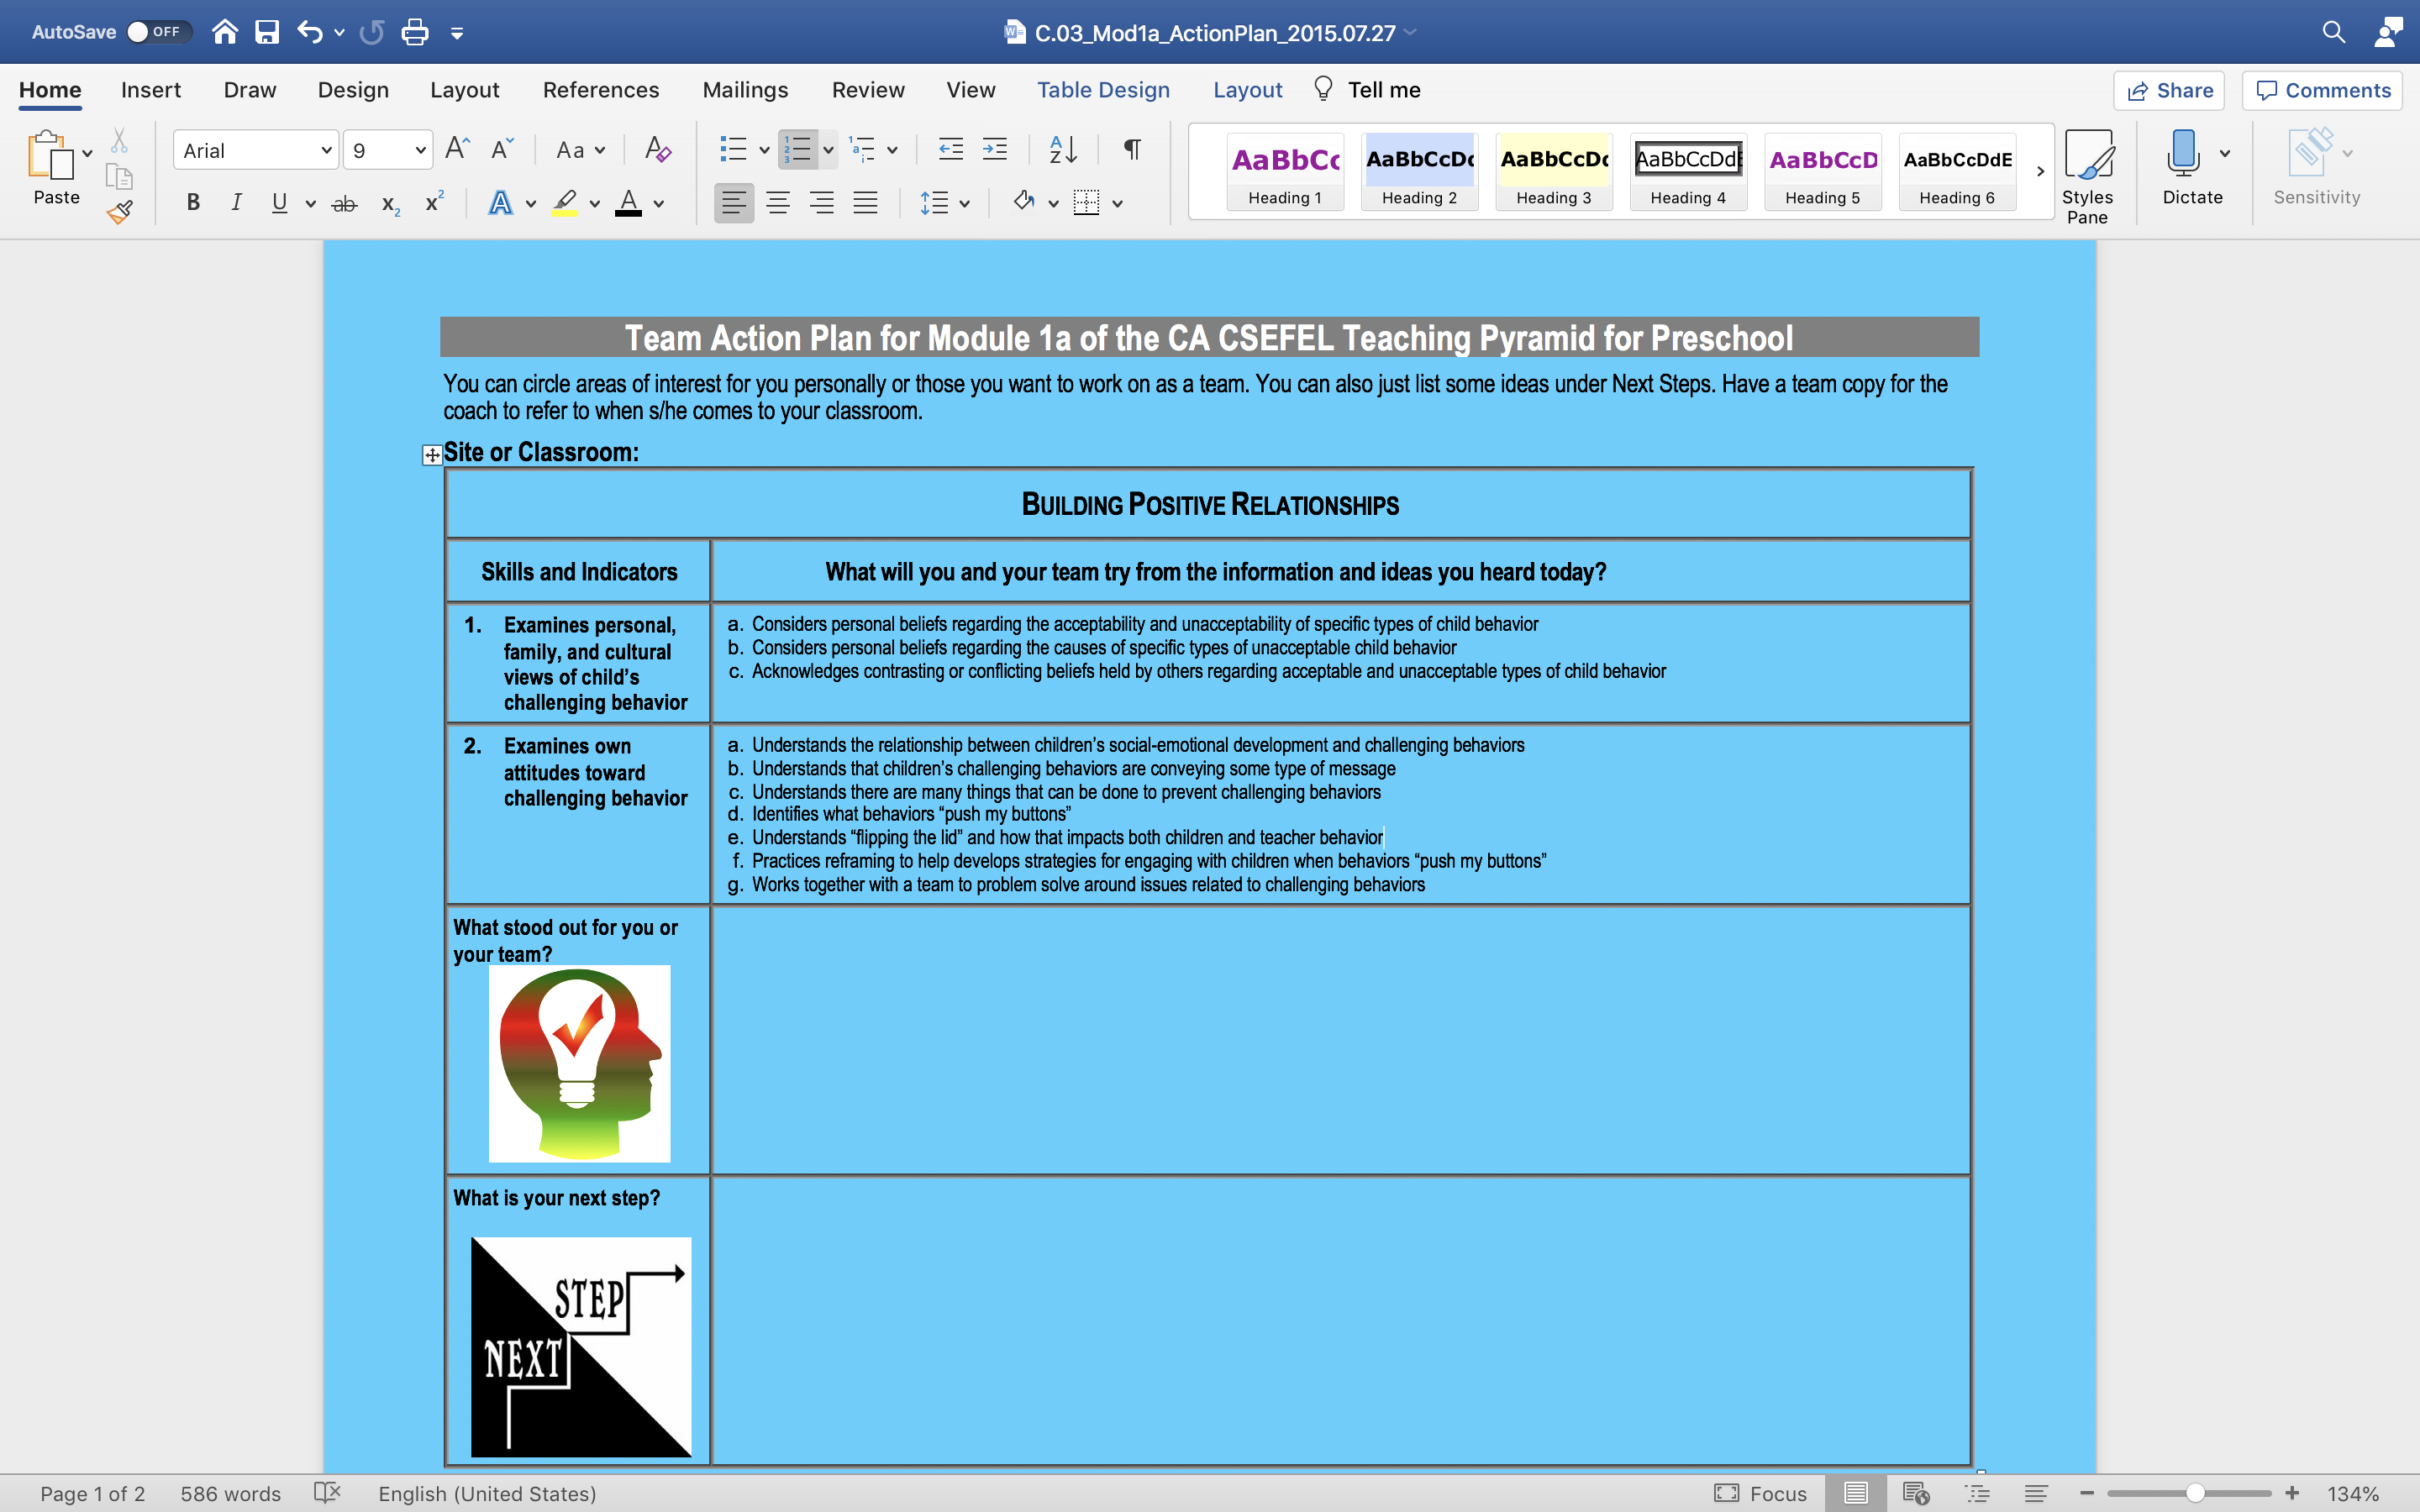 AutoSave OFF
C.03_Mod1a_ActionPlan_2015.07.27
Home Insert Draw Design Layout References Mailings Review View Table Design Layout Tell me Share Comments
Paste
Arial 9
Aa
B I U ab x2 x2 A A
AaBbCc AaBbCcDc AaBbCcDc AaBbCcDdE AaBbCcD AaBbCcDdE
Heading 1 Heading 2 Heading 3 Heading 4 Heading 5 Heading 6
Styles Pane
Dictate
Sensitivity
Team Action Plan for Module 1a of the CA CSEFEL Teaching Pyramid for Preschool
You can circle areas of interest for you personally or those you want to work on as a team. You can also just list some ideas under Next Steps. Have a team copy for the
coach to refer to when s/he comes to your classroom.
Site or Classroom:
BUILDING POSITIVE RELATIONSHIPS
Skills and Indicators
What will you and your team try from the information and ideas you heard today?
1. Examines personal,
family, and cultural
views of child’s
challenging behavior
a. Considers personal beliefs regarding the acceptability and unacceptability of specific types of child behavior
b. Considers personal beliefs regarding the causes of specific types of unacceptable child behavior
c. Acknowledges contrasting or conflicting beliefs held by others regarding acceptable and unacceptable types of child behavior
2. Examines own
attitudes toward
challenging behavior
a. Understands the relationship between children’s social-emotional development and challenging behaviors
b. Understands that children’s challenging behaviors are conveying some type of message
c. Understands there are many things that can be done to prevent challenging behaviors
d. Identifies what behaviors “push my buttons”
e. Understands “flipping the lid” and how that impacts both children and teacher behavior
f. Practices reframing to help develops strategies for engaging with children when behaviors “push my buttons”
g. Works together with a team to problem solve around issues related to challenging behaviors
What stood out for you or
your team?
What is your next step?
STEP
NEXT
Page 1 of 2 586 words English (United States) Focus 134%